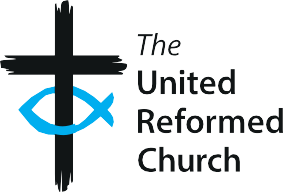 The
United
Reformed
Church